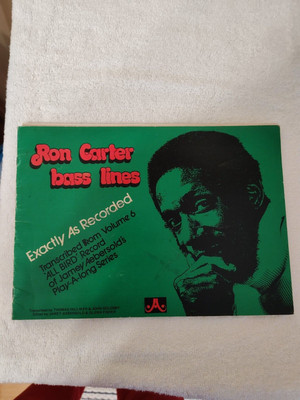 Ron Carter
bass lines
Exactly As Recorded
Transcribed from Volume 6
'ALL BIRD' Record
of Jamey Aebersold's
Play-A-long Series
JA